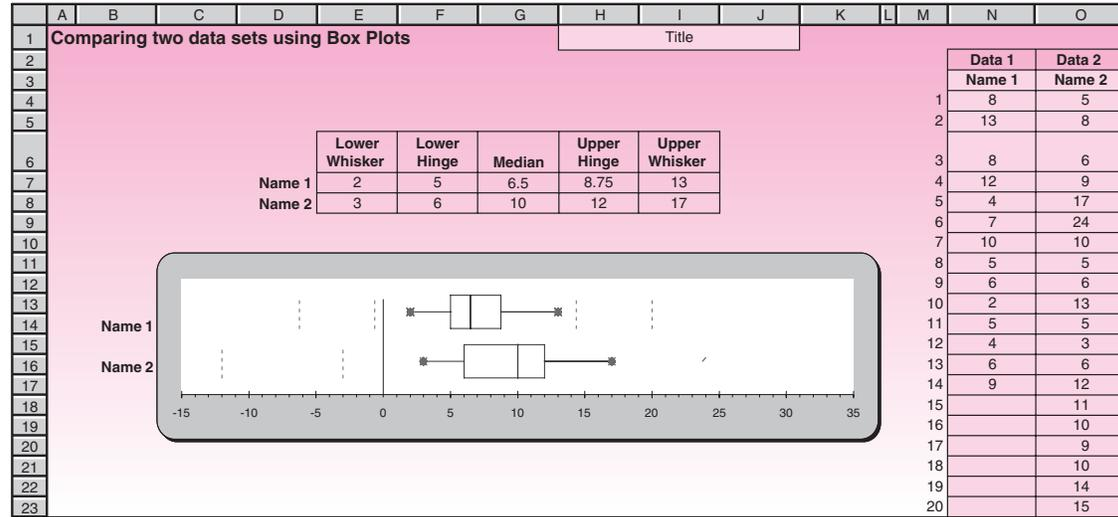 A B C D E F G H I J K L M N O
1 Comparing two data sets using Box Plots Title
2 Data 1 Data 2
3 Name 1 Name 2
4 1 8 5
5 2 13 8
Lower Whisker Lower Hinge Median Upper Hinge Upper Whisker
6 3 8 6
7 Name 1 2 5 6.5 8.75 13 4 12 9
8 Name 2 3 6 10 12 17 5 4 17
9 6 7 24
10 7 10 10
11 8 5 5
12 9 6 6
13 10 2 13
14 Name 1 11 5 5
15 12 4 3
16 Name 2 13 6 6
17 14 9 12
18 -15 -10 -5 0 5 10 15 20 25 30 35 15 11
19 16 10
20 17 9
21 18 10
22 19 14
23 20 15